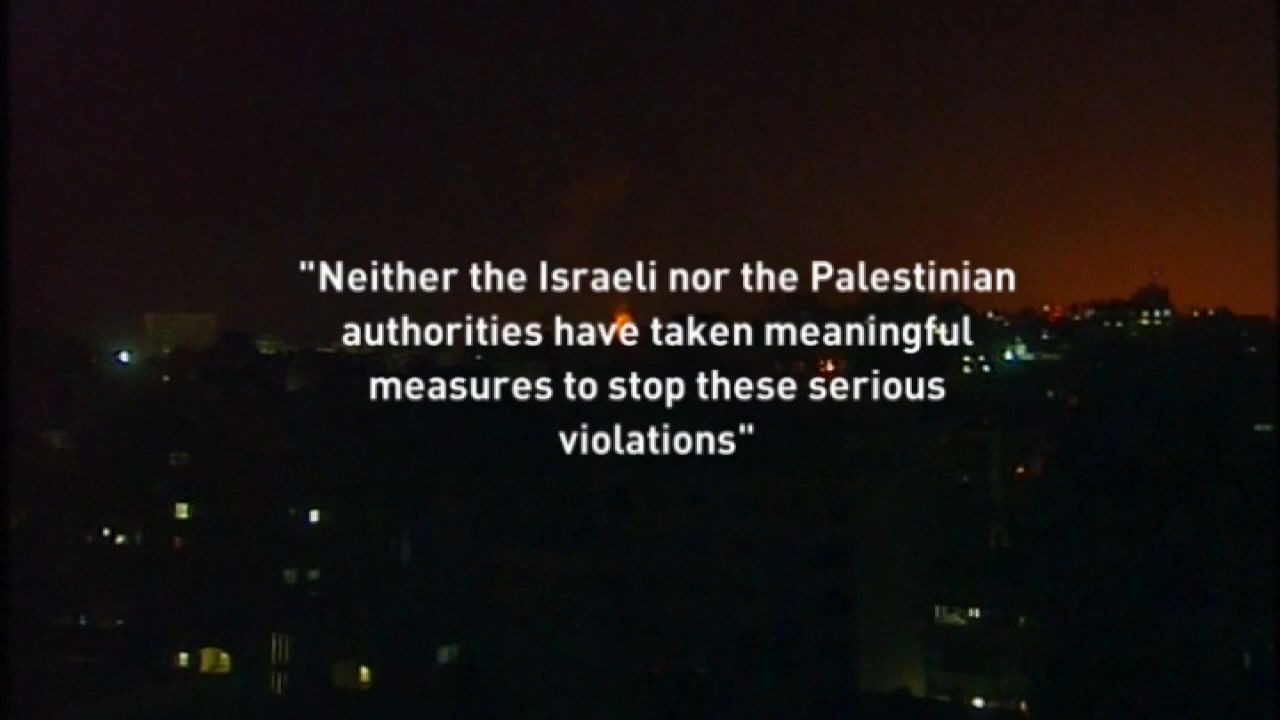 "Neither the Israeli nor the Palestinian
authorities have taken meaningful
measures to stop these serious
violations"